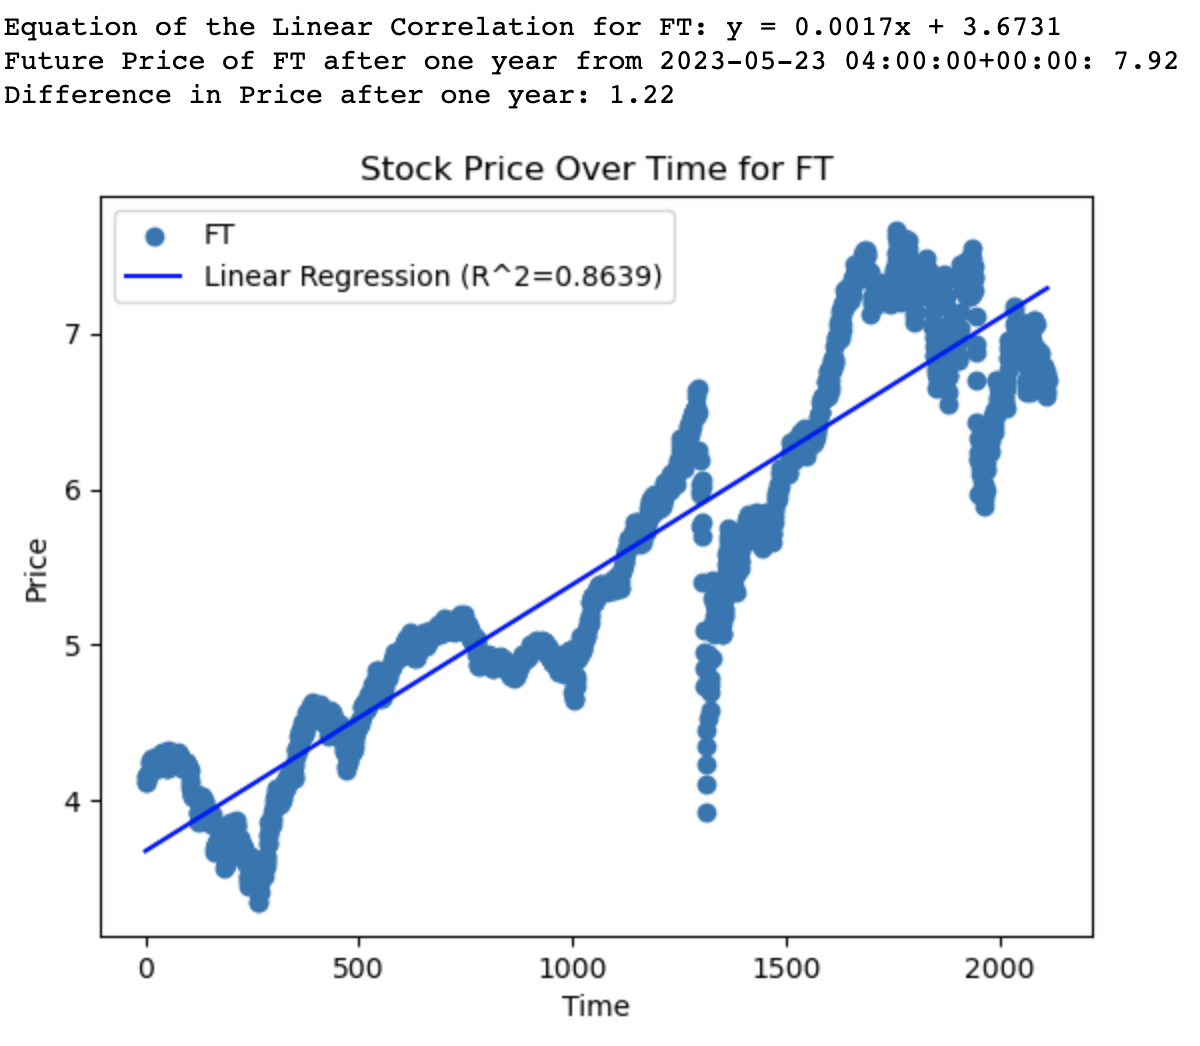 Equation of the Linear Correlation for FT: y = 0.0017x + 3.6731
Future Price of FT after one year from 2023-05-23 04:00:00+00:00: 7.92
Difference in Price after one year: 1.22
Stock Price Over Time for FT
FT
Linear Regression (R^2=0.8639)
7
6
5
4
Price
0 500 1000 1500 2000
Time